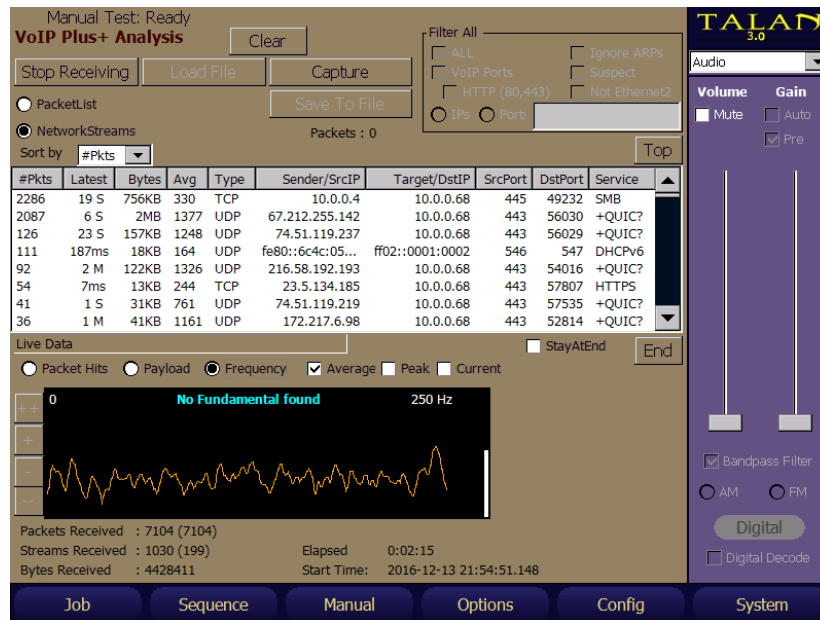 Manual Test: Ready
VoIP Plus+ Analysis
Clear
Stop Receiving
Load File
Capture
PacketList
Save To File
NetworkStreams
Packets : 0
Sort by
#Pkts
Filter All
ALL
Ignore ARPs
VoIP Ports
Suspect
HTTP (80,443)
Not Ethernet2
IPs
Port:
Top
#Pkts Latest Bytes Avg Type Sender/SrcIP Target/DstIP SrcPort DstPort Service
2286 19 S 756KB 330 TCP 10.0.0.4 10.0.0.68 445 49232 SMB
2087 6 S 2MB 1377 UDP 67.212.255.142 10.0.0.68 443 56030 +QUIC?
126 23 S 157KB 1248 UDP 74.51.119.237 10.0.0.68 443 56029 +QUIC?
111 187ms 18KB 164 UDP fe80::6c4c:05... ff02::0001:0002 546 547 DHCPv6
92 2 M 122KB 1326 UDP 216.58.192.193 10.0.0.68 443 54016 +QUIC?
54 7ms 13KB 244 TCP 23.5.134.185 10.0.0.68 443 57807 HTTPS
41 1 S 31KB 761 UDP 74.51.119.219 10.0.0.68 443 57535 +QUIC?
36 1 M 41KB 1161 UDP 172.217.6.98 10.0.0.68 443 52814 +QUIC?
Live Data
StayAtEnd
End
Packet Hits
Payload
Frequency
Average
Peak
Current
++
+
-
--
0 No Fundamental found 250 Hz
Packets Received : 7104 (7104)
Streams Received : 1030 (199) Elapsed 0:02:15
Bytes Received : 4428411 Start Time: 2016-12-13 21:54:51.148
TALAN
3.0
Audio
Volume Gain
Mute Auto
Pre
Bandpass Filter
AM FM
Digital
Digital Decode
Job Sequence Manual Options Config System